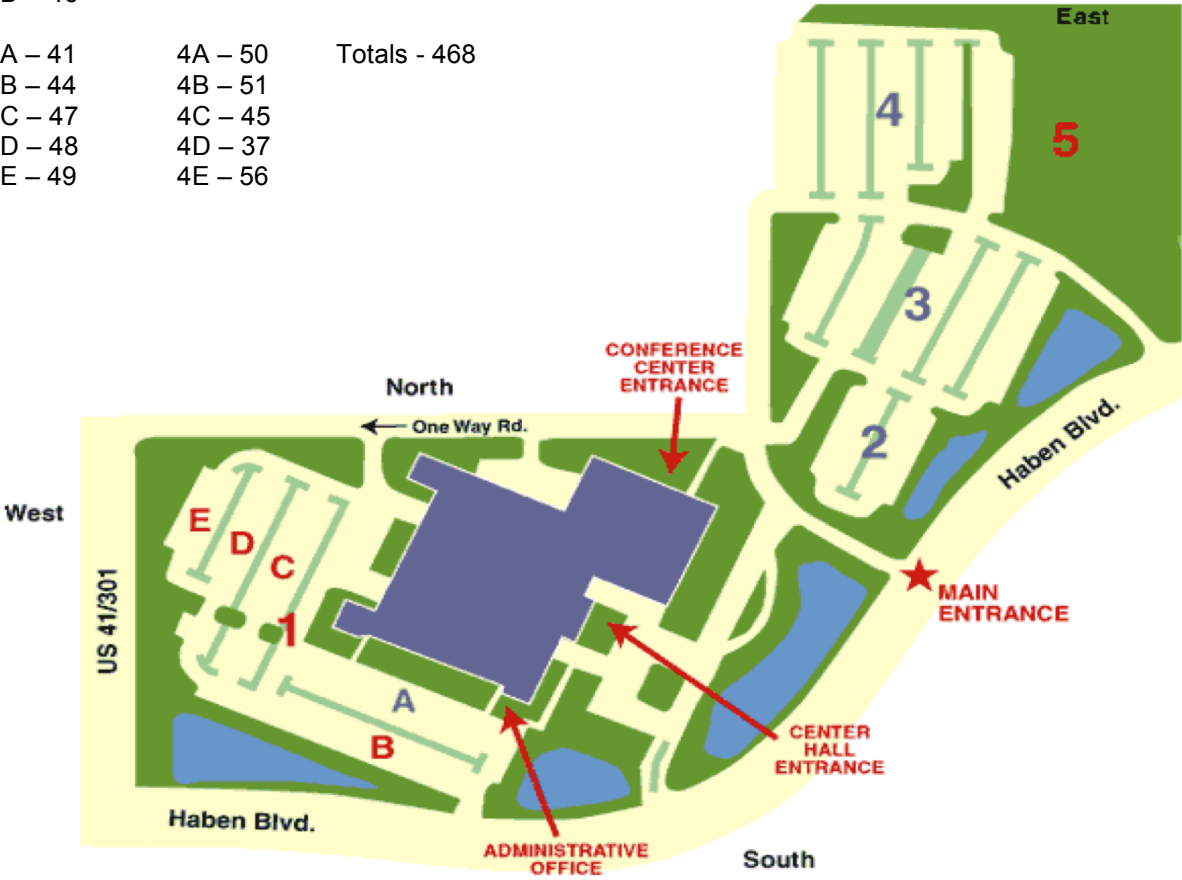 A – 41 4A – 50 Totals - 468
B – 44 4B – 51
C – 47 4C – 45
D – 48 4D – 37
E – 49 4E – 56
East
4
5
3
CONFERENCE
CENTER
ENTRANCE
North
One Way Rd.
2
Haben Blvd.
West
E
D
C
MAIN
ENTRANCE
US 41/301
1
A
B
CENTER
HALL
ENTRANCE
Haben Blvd.
ADMINISTRATIVE
OFFICE
South